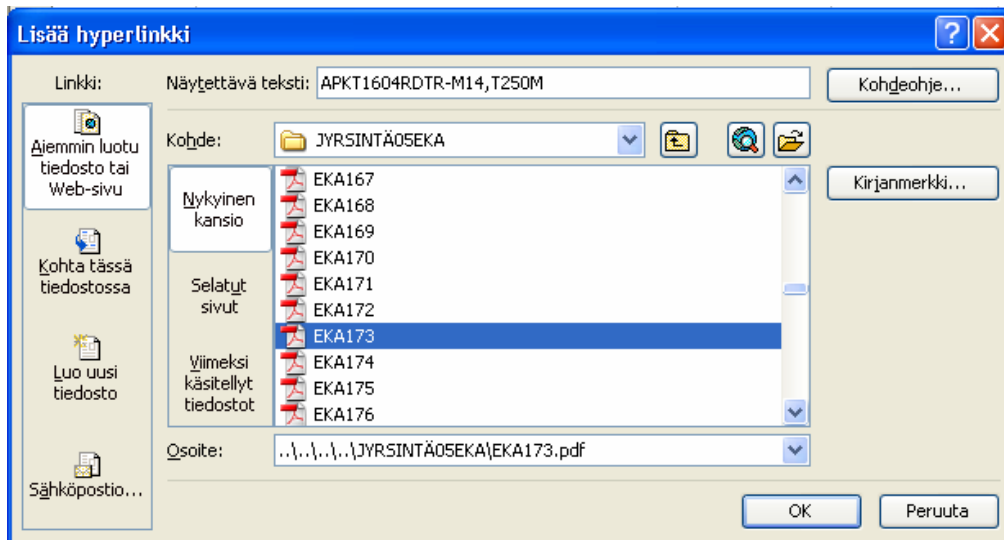 Lisää hyperlinkki
Linkki:
Näytettävä teksti: APKT1604RDTR-M14,T250M
Kohdeohje...
Aiemmin luotu
tiedosto tai
Web-sivu
Kohde: JYRSINTÄ05EKA
Kirjanmerkki...
Nykyinen
kansio
EKA167
EKA168
EKA169
EKA170
EKA171
EKA172
EKA173
EKA174
EKA175
EKA176
Kohta tässä
tiedostossa
Selatut
sivut
Luo uusi
tiedosto
Viimeksi
käsitellyt
tiedostot
Sähköpostio...
Osoite: ..\..\..\..\JYRSINTÄ05EKA\EKA173.pdf
OK
Peruuta